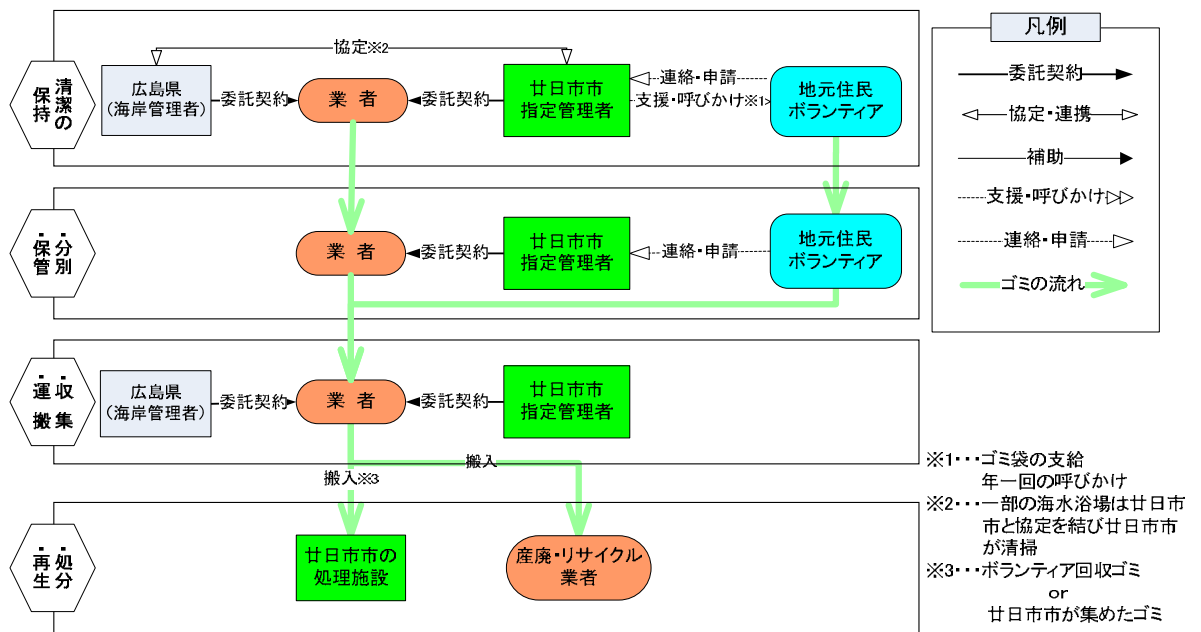 清潔の
保持
協定※2
広島県
(海岸管理者)
委託契約
業者
委託契約
廿日市市
指定管理者
連絡・申請
支援・呼びかけ※1
地元住民
ボランティア
分別・
保管・
業者
委託契約
廿日市市
指定管理者
連絡・申請
地元住民
ボランティア
収集・
運搬・
広島県
(海岸管理者)
委託契約
業者
委託契約
廿日市市
指定管理者
搬入※3
搬入
処分・
再生・
廿日市市の
処理施設
産廃・リサイクル
業者
凡例
委託契約
協定・連携
補助
支援・呼びかけ
連絡・申請
ゴミの流れ
※1・・・ゴミ袋の支給
年一回の呼びかけ
※2・・・一部の海水浴場は廿日市
市と協定を結び廿日市市
が清掃
※3・・・ボランティア回収ゴミ
or
廿日市市が集めたゴミ